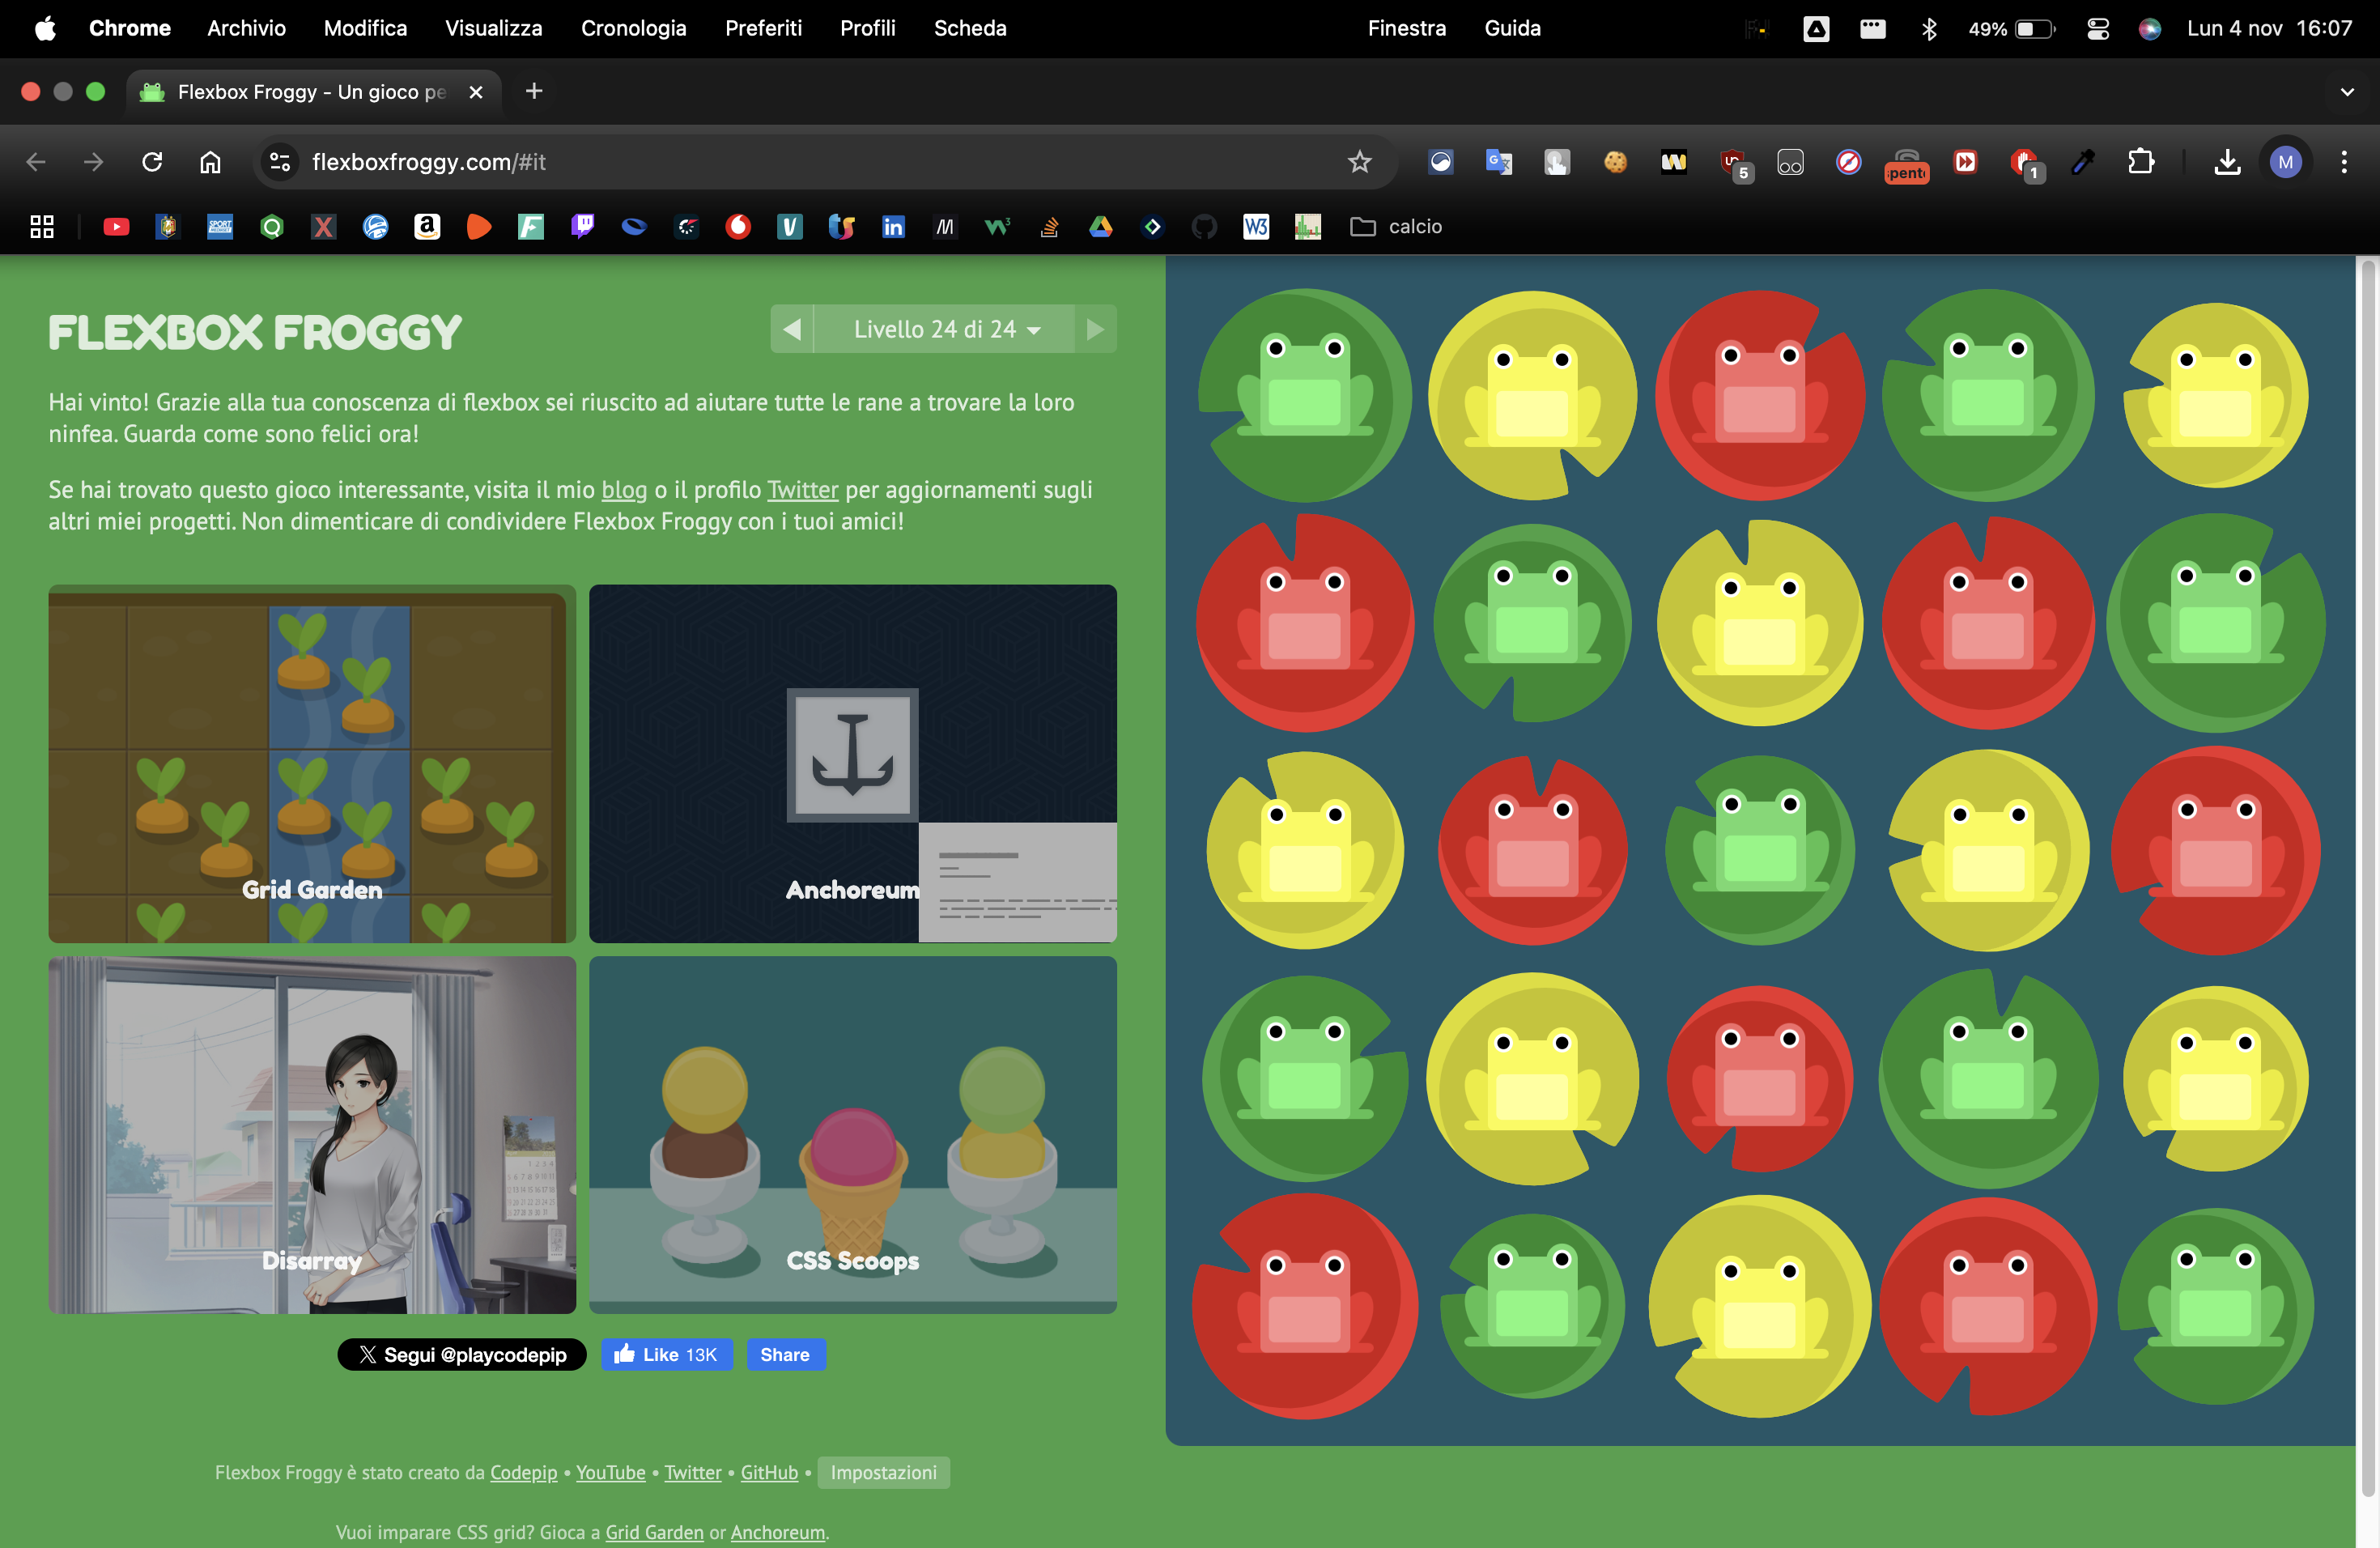 Chrome Archivio Modifica Visualizza Cronologia Preferiti Profili Scheda Finestra Guida 49% Lun 4 nov 16:07
Flexbox Froggy - Un gioco pe
flexboxfroggy.com/#it
5
1
M
calcio
FLEXBOX FROGGY
Livello 24 di 24
Hai vinto! Grazie alla tua conoscenza di flexbox sei riuscito ad aiutare tutte le rane a trovare la loro
ninfea. Guarda come sono felici ora!
Se hai trovato questo gioco interessante, visita il mio blog o il profilo Twitter per aggiornamenti sugli
altri miei progetti. Non dimenticare di condividere Flexbox Froggy con i tuoi amici!
Grid Garden
Anchoreum
Disarray
CSS Scoops
Segui @playcodepip
Like 13K
Share
Flexbox Froggy è stato creato da Codepip • YouTube • Twitter • GitHub • Impostazioni
Vuoi imparare CSS grid? Gioca a Grid Garden or Anchoreum.